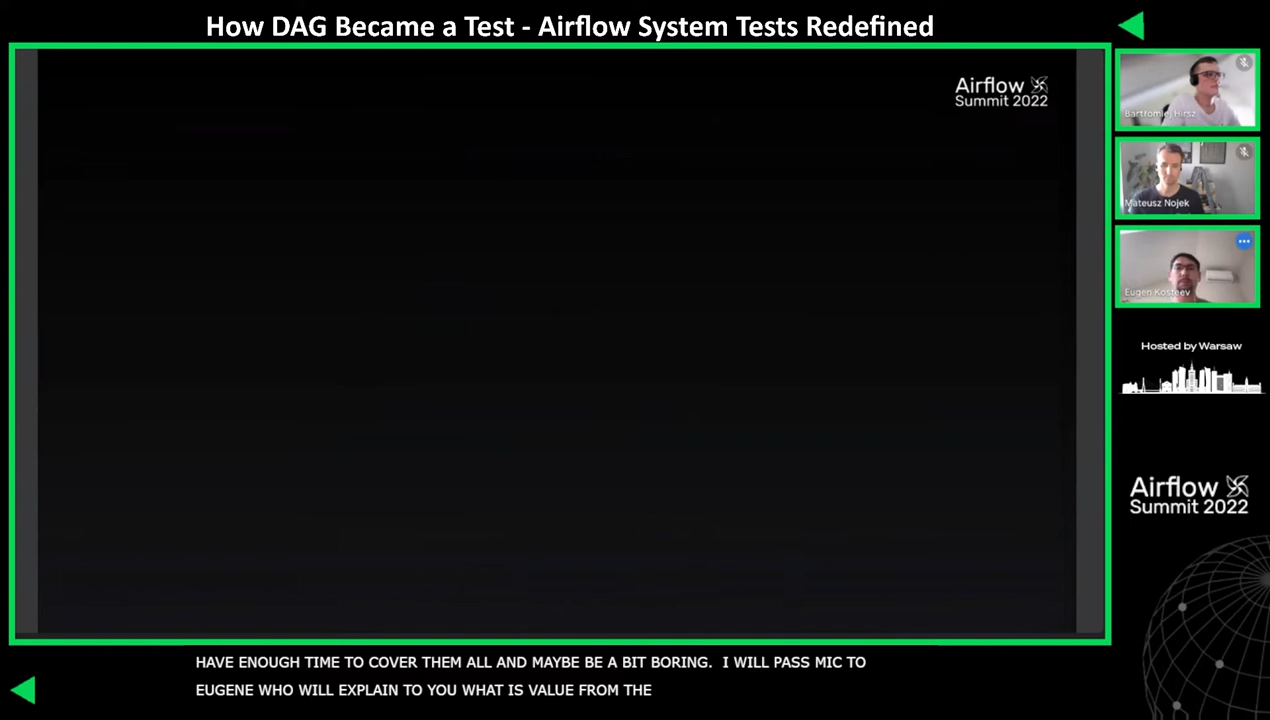 How DAG Became a Test - Airflow System Tests Redefined
Airflow
Summit 2022
Bartłomiej Hirsz
Mateusz Nojek
Eugen Kosteev
Hosted by Warsaw
Airflow
Summit 2022
HAVE ENOUGH TIME TO COVER THEM ALL AND MAYBE BE A BIT BORING.  I WILL PASS MIC TO
EUGENE WHO WILL EXPLAIN TO YOU WHAT IS VALUE FROM THE